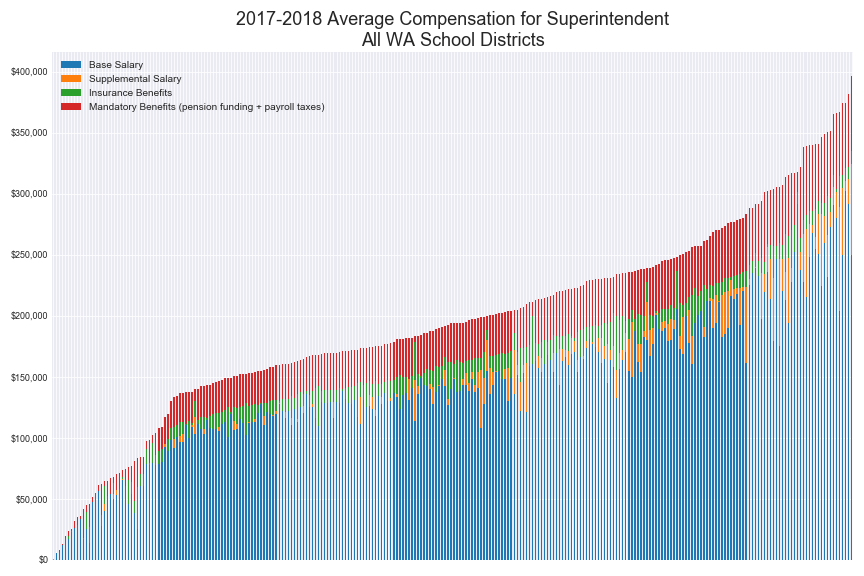 2017-2018 Average Compensation for Superintendent
All WA School Districts
Base Salary
Supplemental Salary
Insurance Benefits
Mandatory Benefits (pension funding + payroll taxes)
$400,000
$350,000
$300,000
$250,000
$200,000
$150,000
$100,000
$50,000
$0